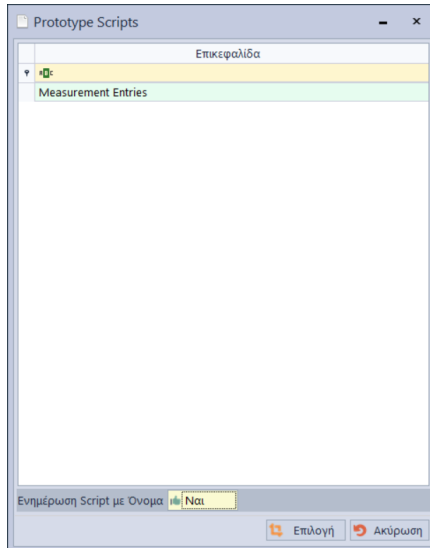 Prototype Scripts
Επικεφαλίδα
Measurement Entries
Ενημέρωση Script με Όνομα Ναι
Επιλογή Ακύρωση